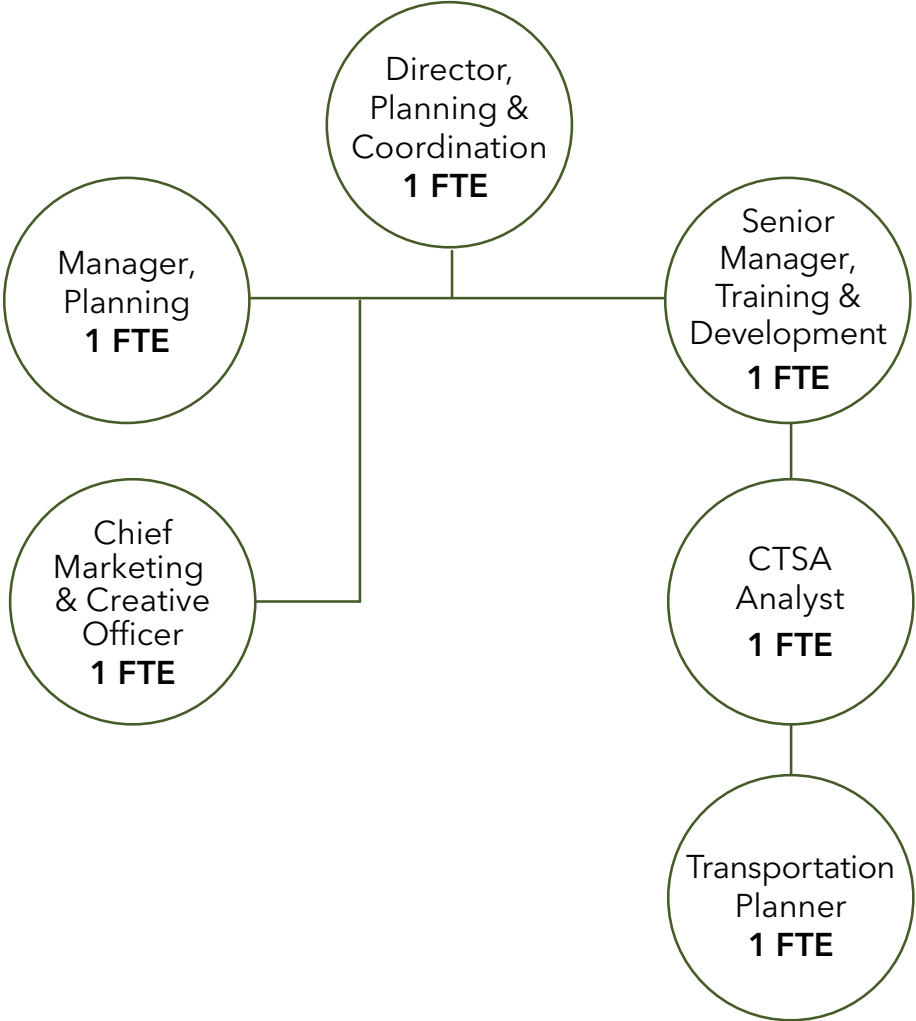 Director,
Planning &
Coordination
1 FTE
Manager,
Planning
1 FTE
Senior
Manager,
Training &
Development
1 FTE
Chief
Marketing
& Creative
Officer
1 FTE
CTSA
Analyst
1 FTE
Transportation
Planner
1 FTE